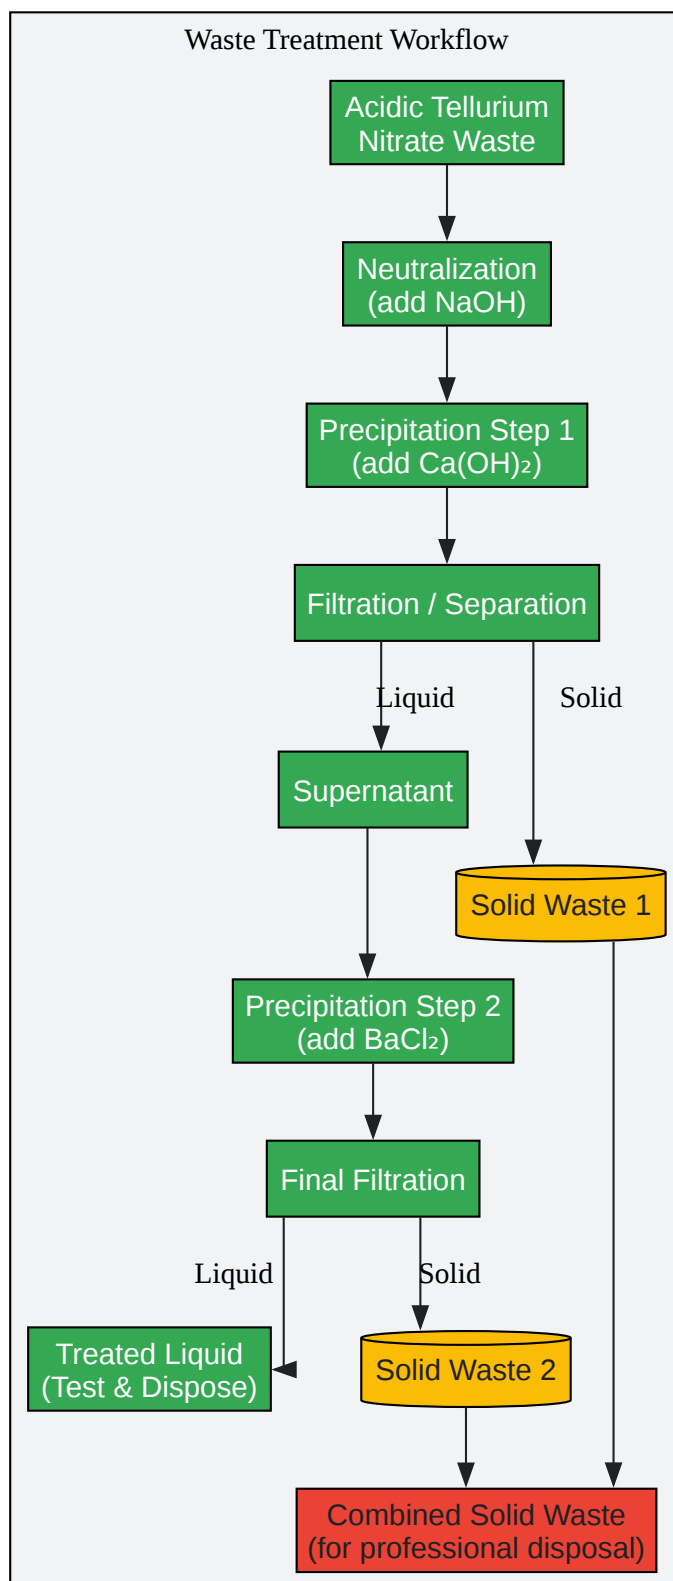 Waste Treatment Workflow
Acidic Tellurium
Nitrate Waste
Neutralization
(add NaOH)
Precipitation Step 1
(add Ca(OH)₂)
Filtration / Separation
Liquid
Solid
Supernatant
Solid Waste 1
Precipitation Step 2
(add BaCl₂)
Final Filtration
Liquid
Solid
Treated Liquid
(Test & Dispose)
Solid Waste 2
Combined Solid Waste
(for professional disposal)